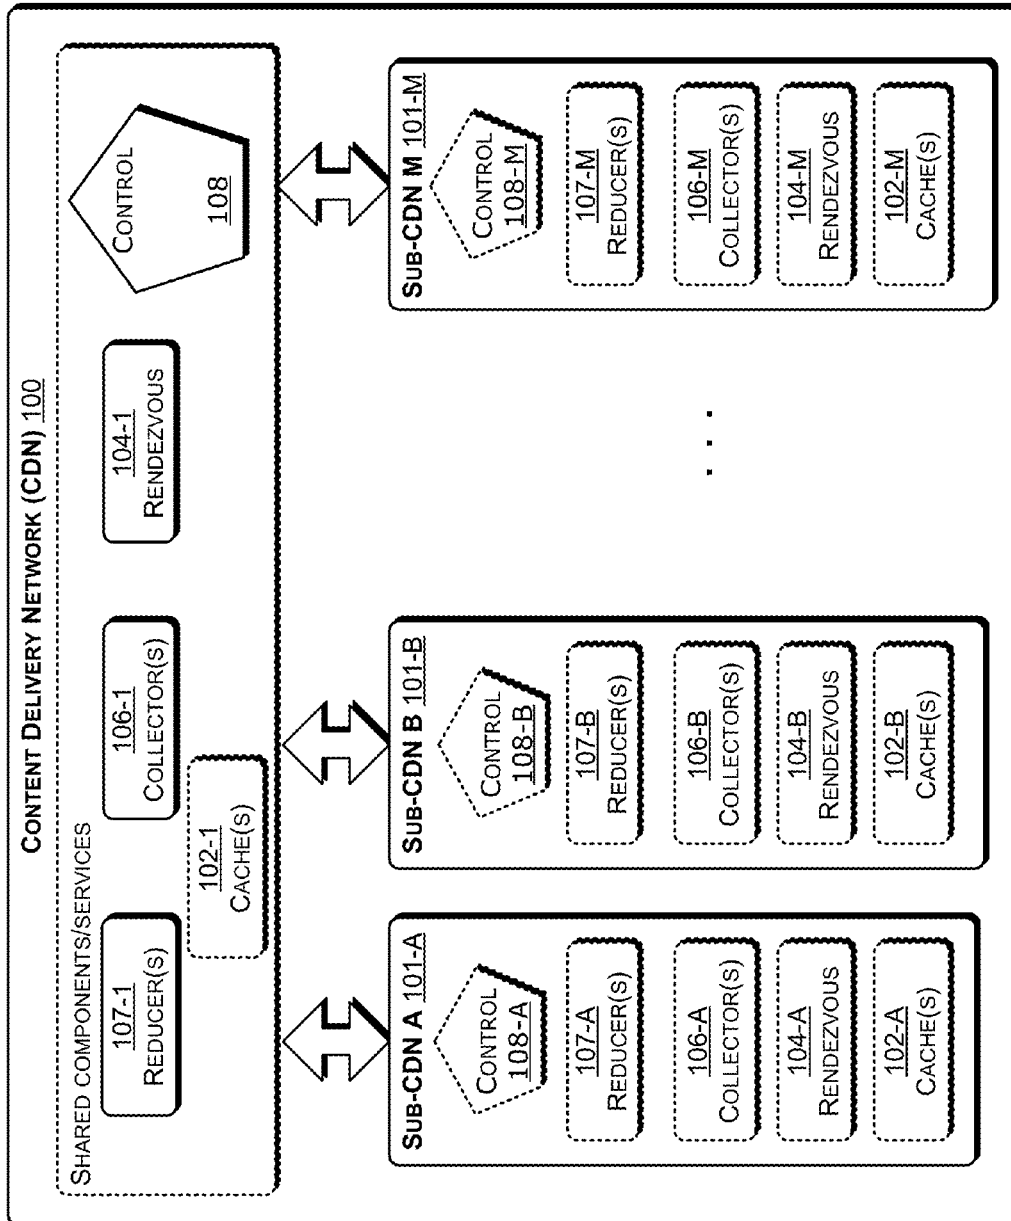 CONTENT DELIVERY NETWORK (CDN) 100
SHARED COMPONENTS/SERVICES
107-1
REDUCER(S)
106-1
COLLECTOR(S)
102-1
CACHE(S)
104-1
RENDEZVOUS
CONTROL
108
SUB-CDN A 101-A
CONTROL
108-A
107-A
REDUCER(S)
106-A
COLLECTOR(S)
104-A
RENDEZVOUS
102-A
CACHE(S)
SUB-CDN B 101-B
CONTROL
108-B
107-B
REDUCER(S)
106-B
COLLECTOR(S)
104-B
RENDEZVOUS
102-B
CACHE(S)
. . .
SUB-CDN M 101-M
CONTROL
108-M
107-M
REDUCER(S)
106-M
COLLECTOR(S)
104-M
RENDEZVOUS
102-M
CACHE(S)